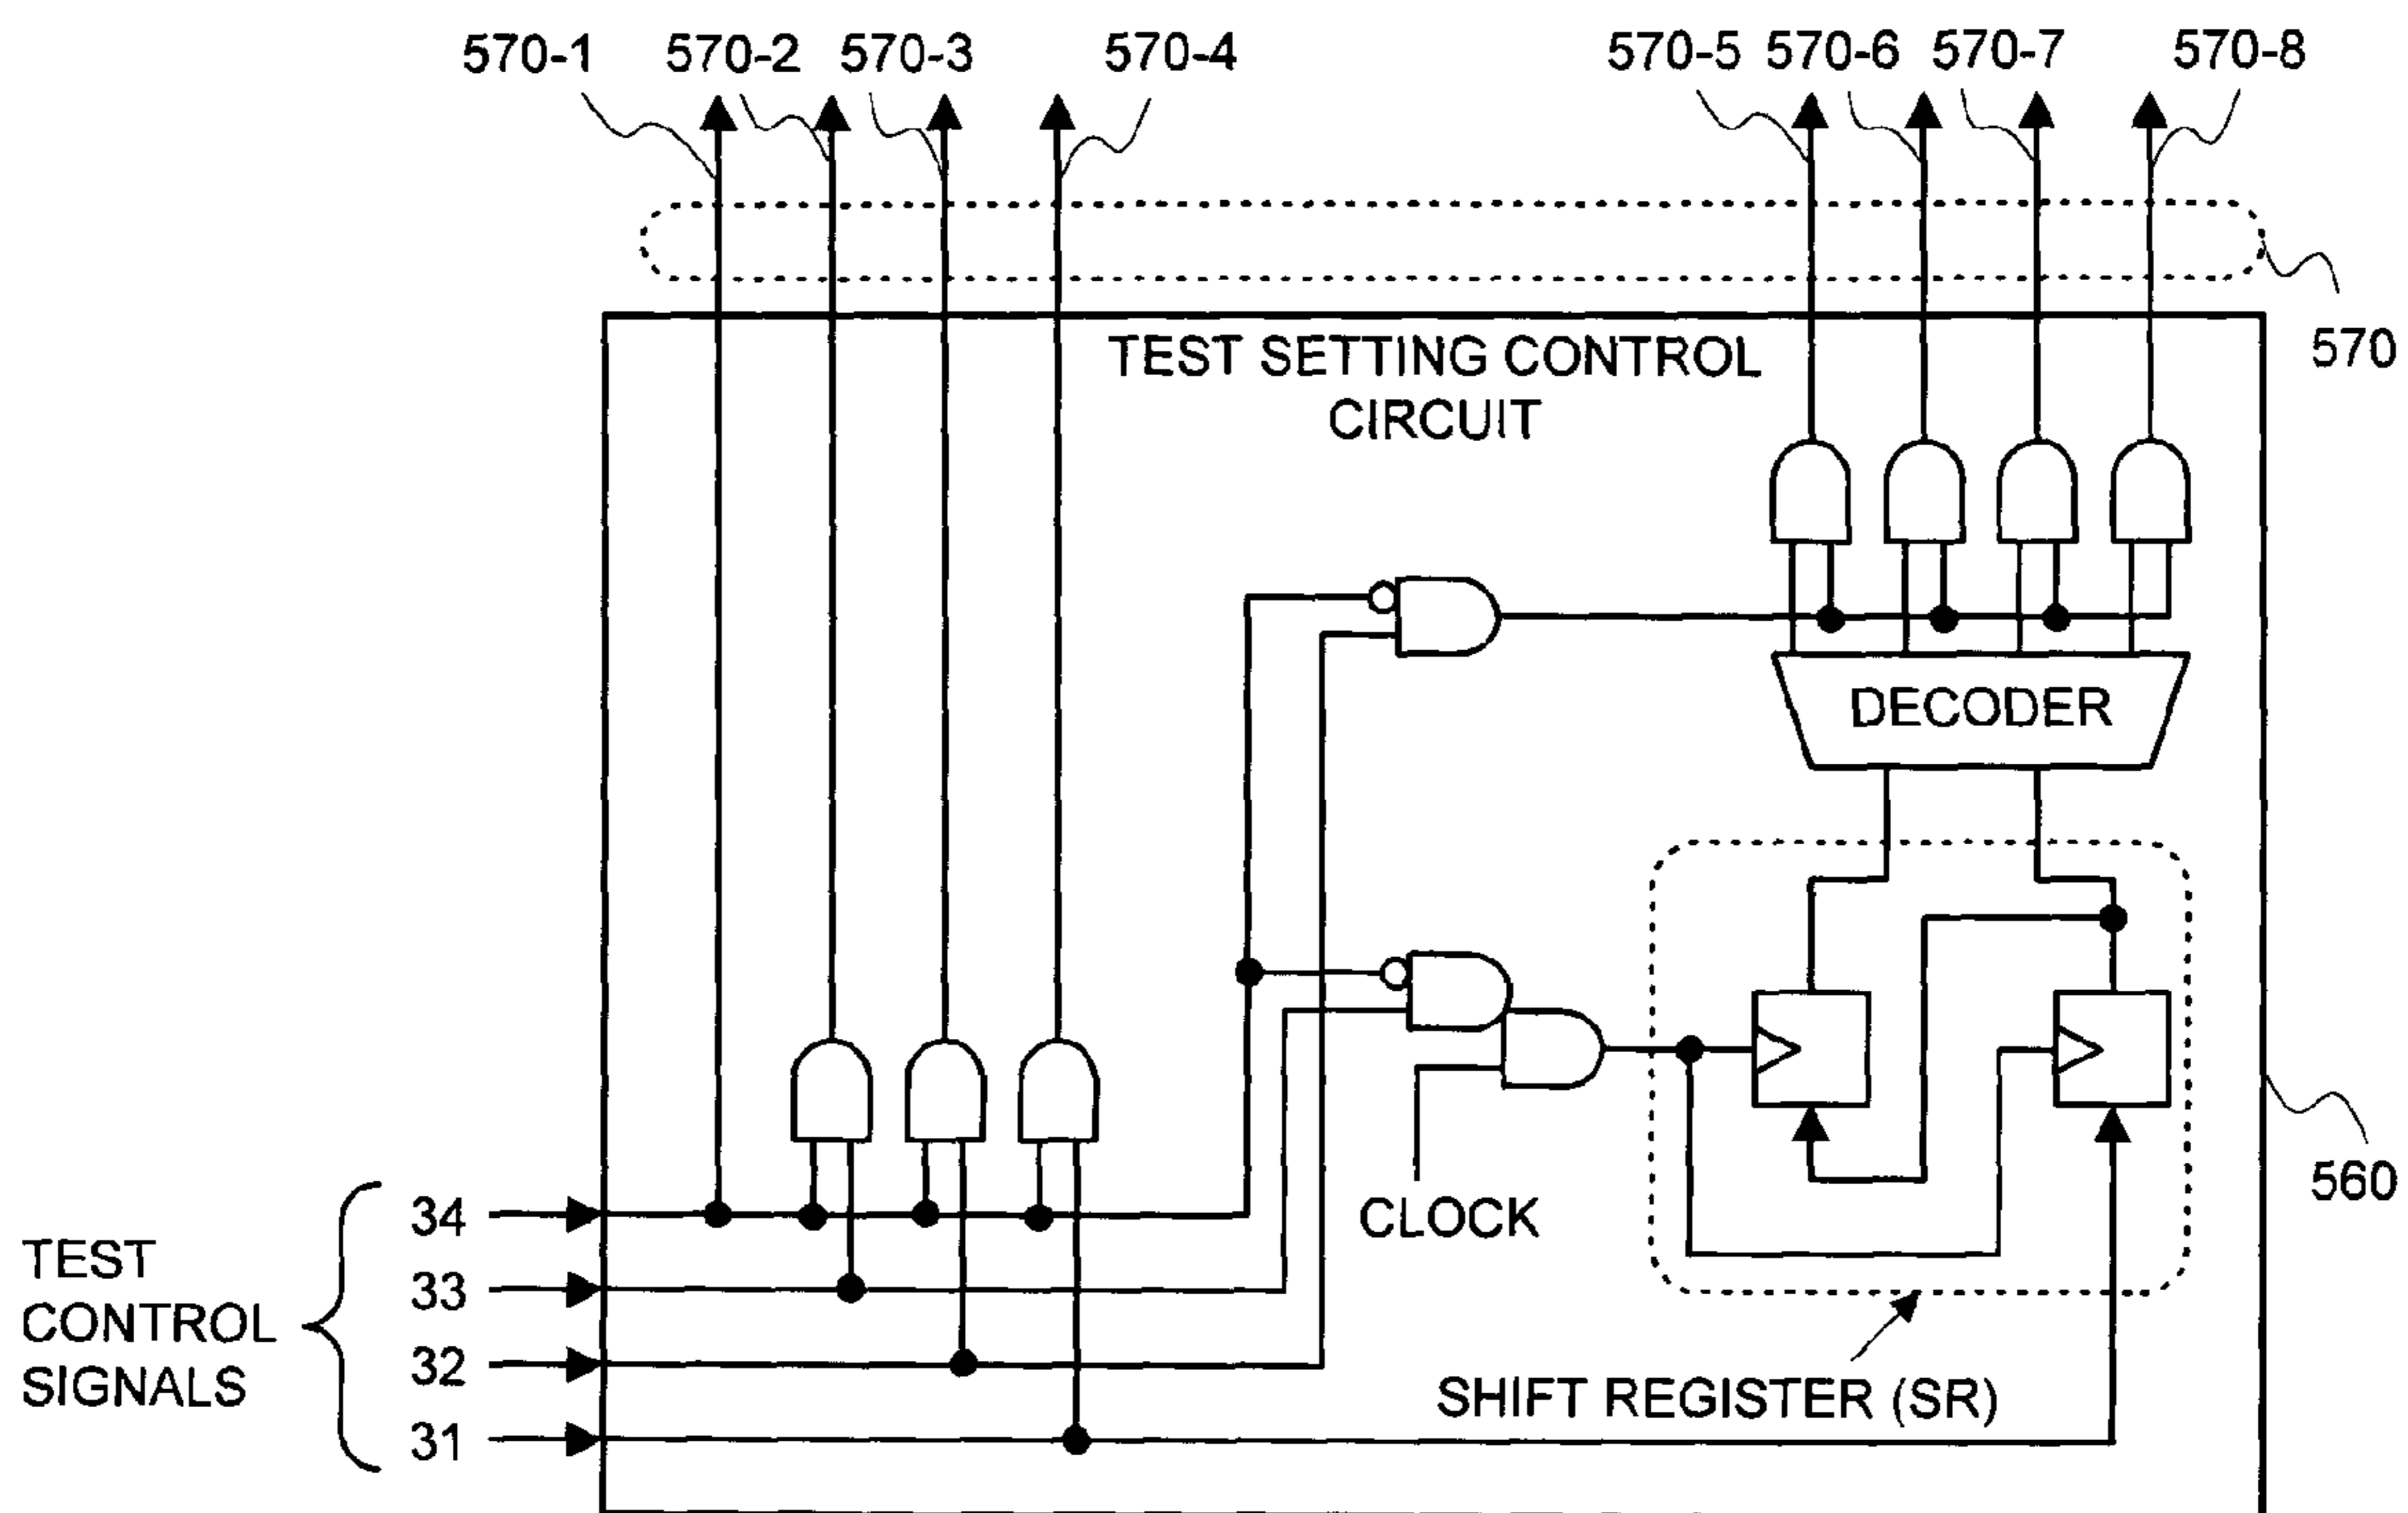 570-1 570-2 570-3 570-4 570-5 570-6 570-7 570-8
570
TEST SETTING CONTROL
CIRCUIT
DECODER
560
CLOCK
SHIFT REGISTER (SR)
TEST
CONTROL
SIGNALS
34
33
32
31